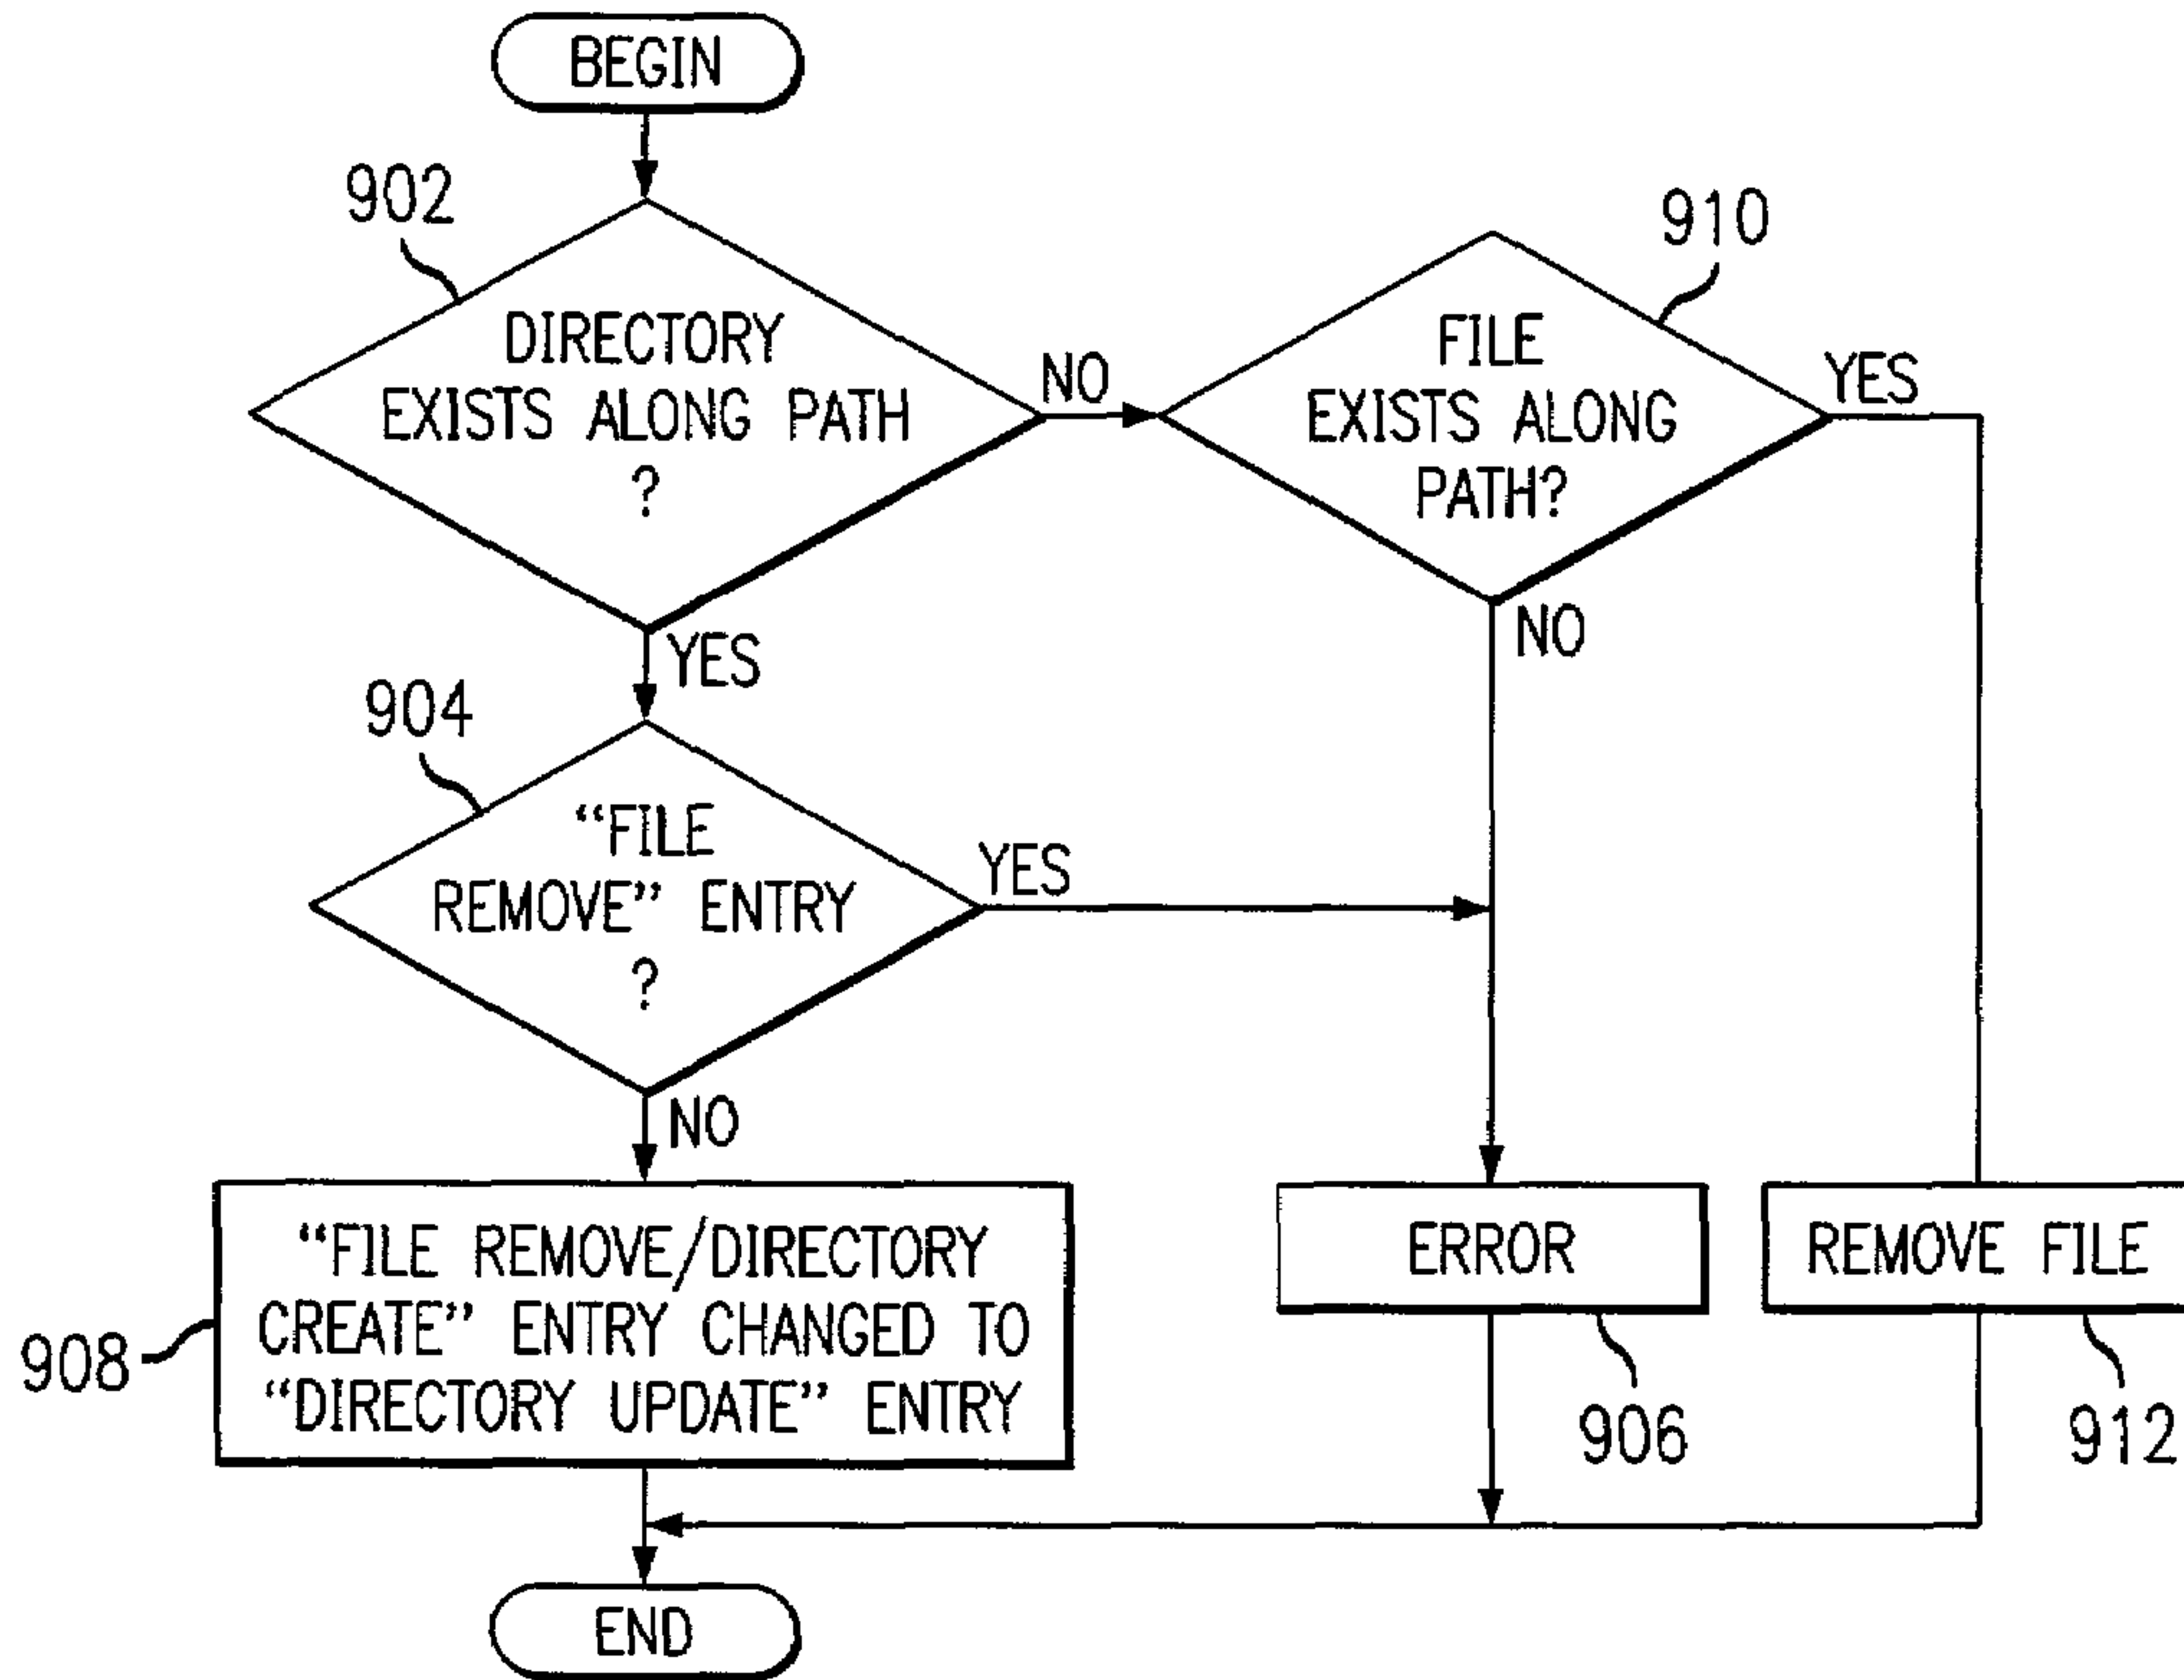 BEGIN
902
DIRECTORY
EXISTS ALONG PATH
?
NO
YES
910
FILE
EXISTS ALONG
PATH?
YES
NO
904
“FILE
REMOVE” ENTRY
?
YES
NO
908
“FILE REMOVE/DIRECTORY
CREATE” ENTRY CHANGED TO
“DIRECTORY UPDATE” ENTRY
ERROR
906
REMOVE FILE
912
END